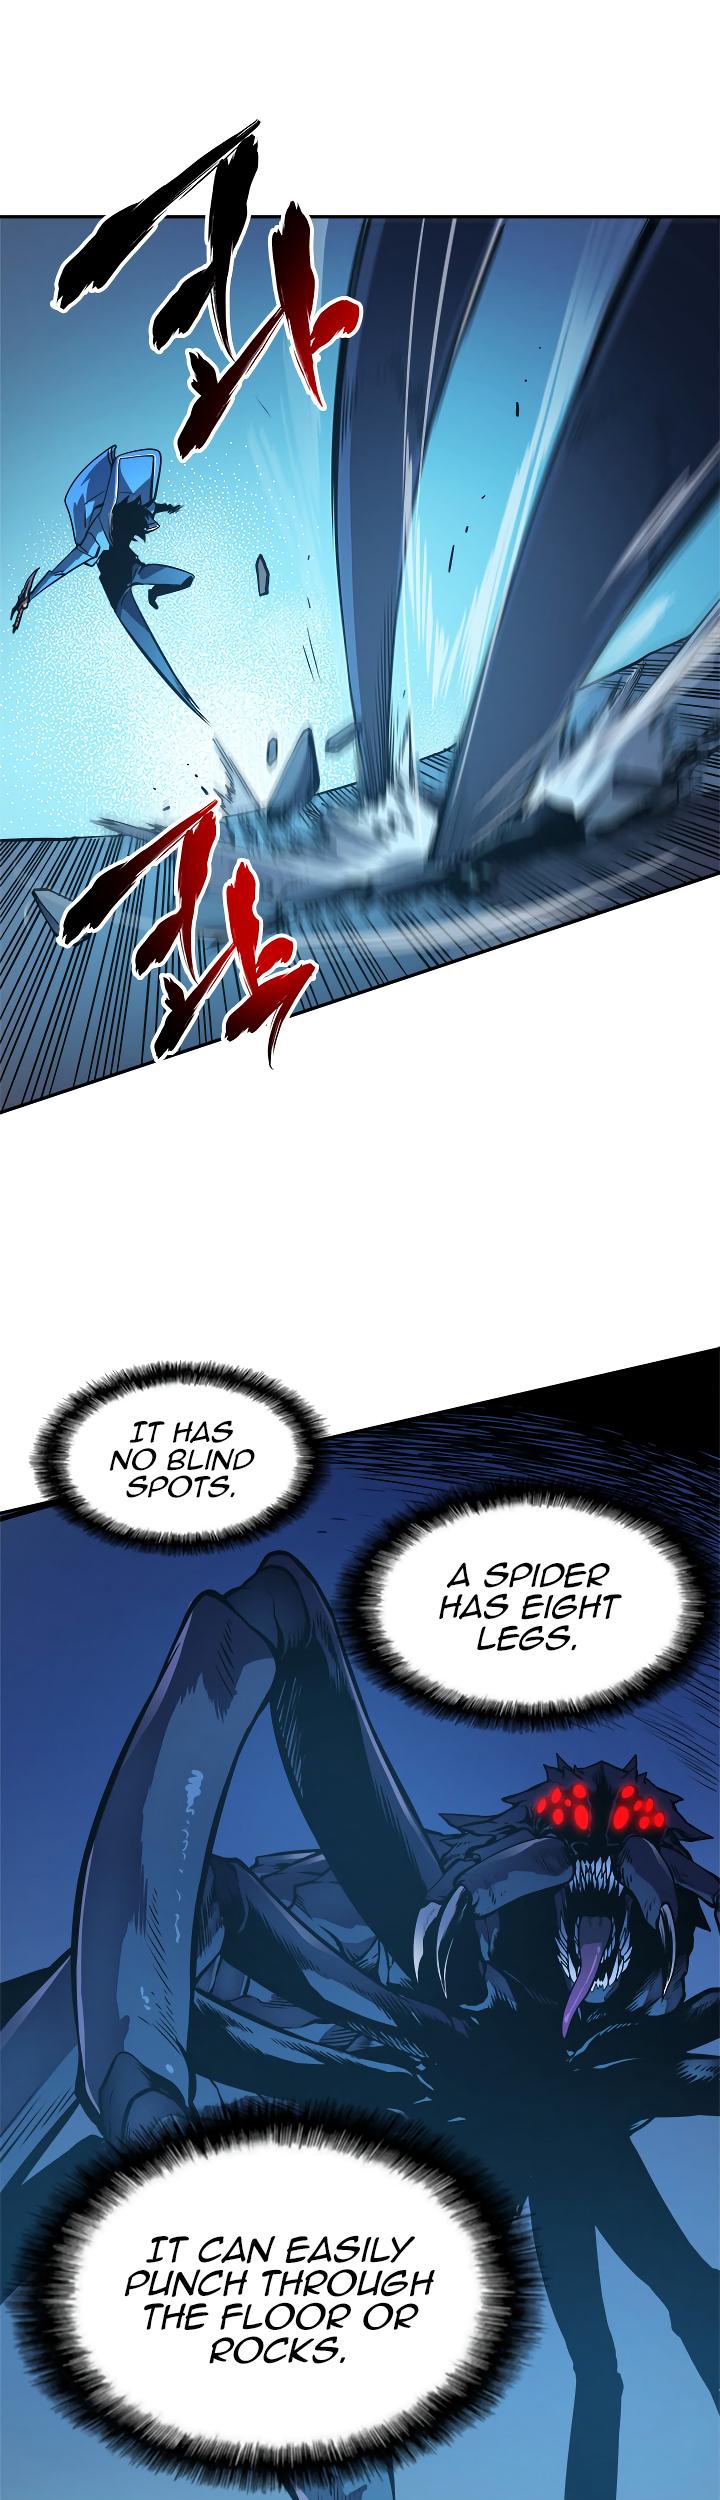 콰
콰
IT HAS
NO BLIND
SPOTS.
A SPIDER
HAS EIGHT
LEGS.
IT CAN EASILY
PUNCH THROUGH
THE FLOOR OR
ROCKS.